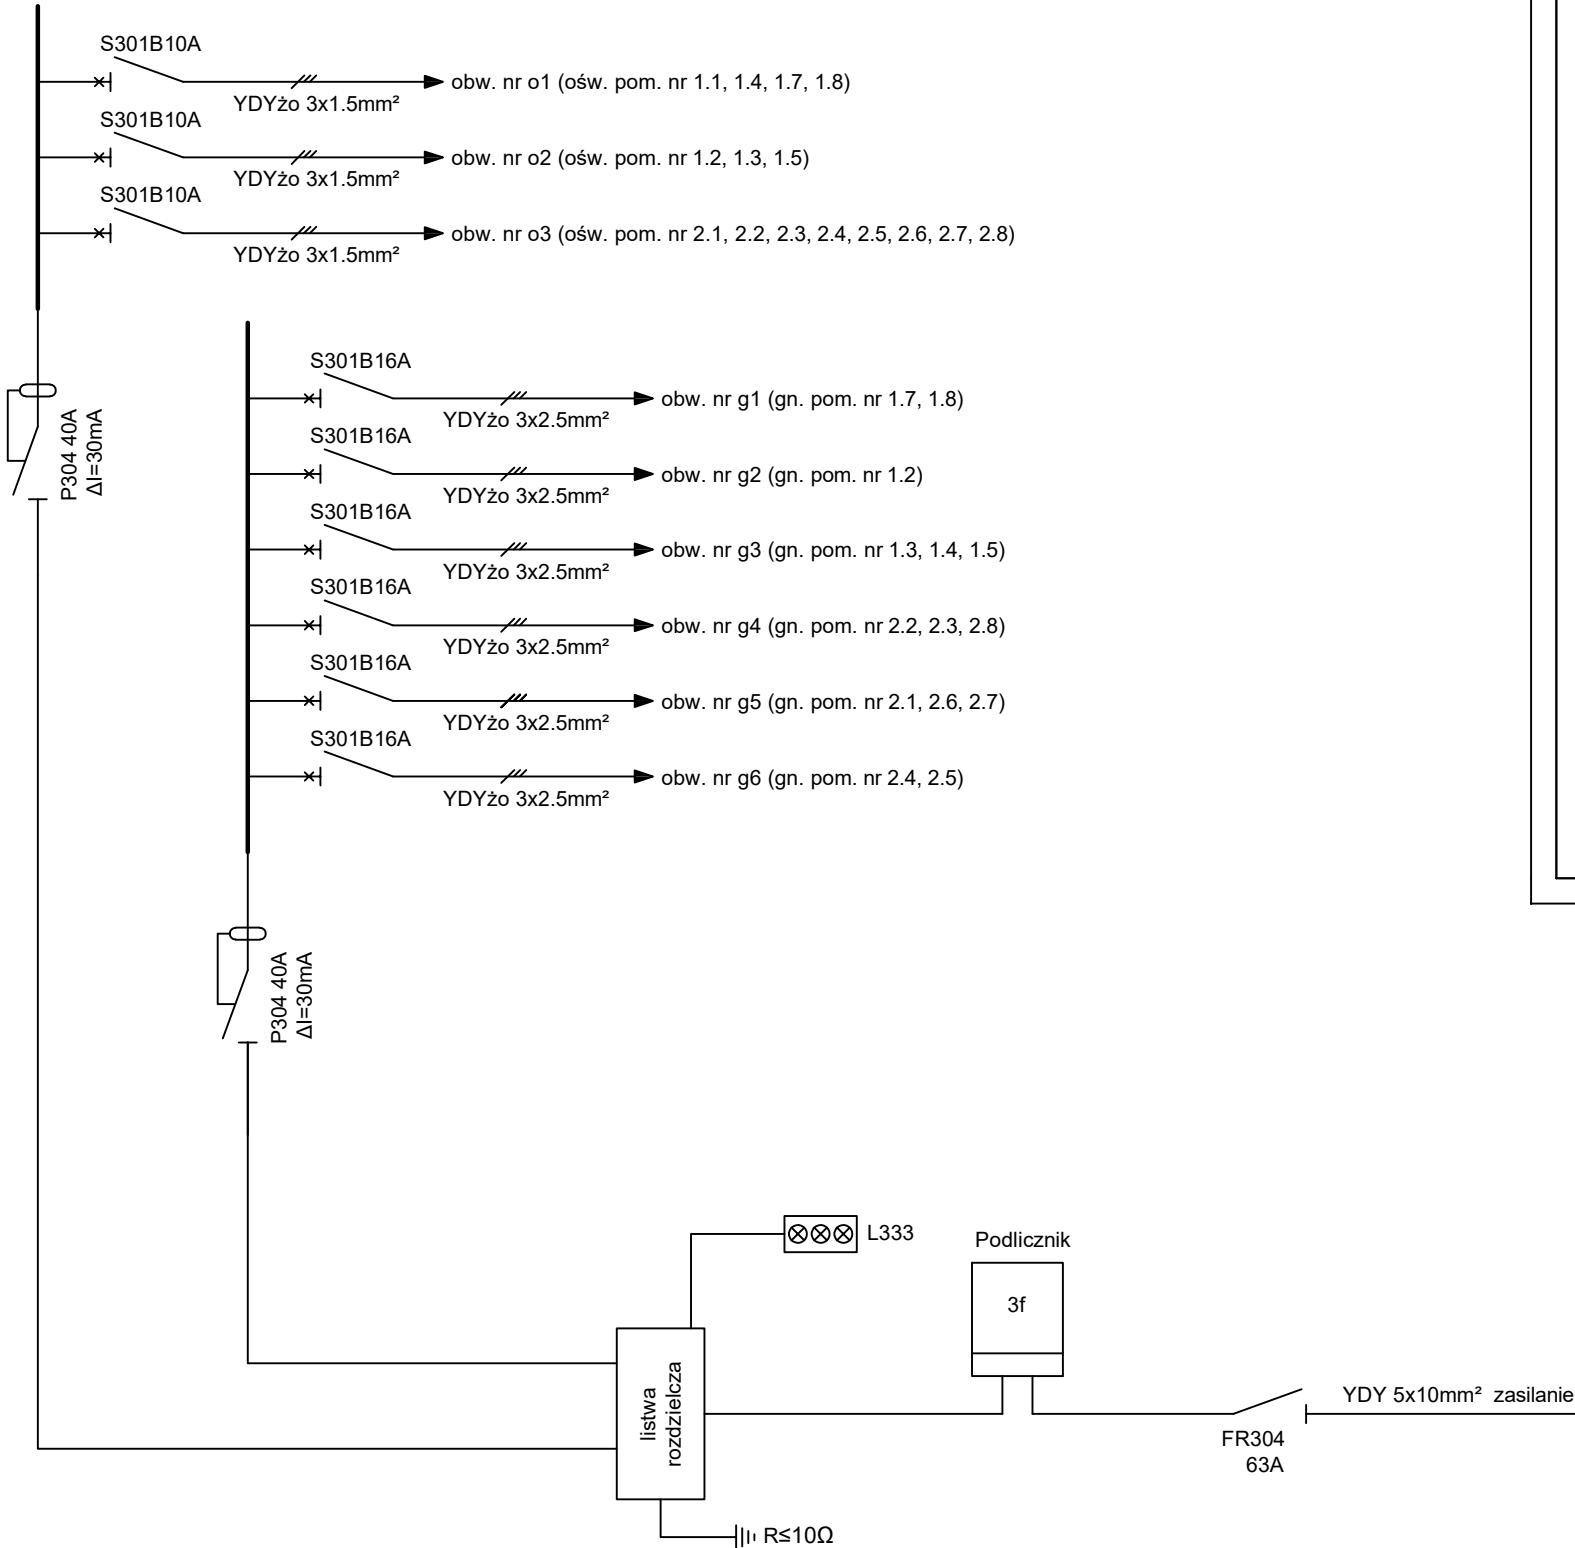 S301B10A
obw. nr o1 (ośw. pom. nr 1.1, 1.4, 1.7, 1.8)
YDYżo 3x1.5mm²
S301B10A
obw. nr o2 (ośw. pom. nr 1.2, 1.3, 1.5)
YDYżo 3x1.5mm²
S301B10A
obw. nr o3 (ośw. pom. nr 2.1, 2.2, 2.3, 2.4, 2.5, 2.6, 2.7, 2.8)
YDYżo 3x1.5mm²
P304 40A
ΔI=30mA
S301B16A
obw. nr g1 (gn. pom. nr 1.7, 1.8)
YDYżo 3x2.5mm²
S301B16A
obw. nr g2 (gn. pom. nr 1.2)
YDYżo 3x2.5mm²
S301B16A
obw. nr g3 (gn. pom. nr 1.3, 1.4, 1.5)
YDYżo 3x2.5mm²
S301B16A
obw. nr g4 (gn. pom. nr 2.2, 2.3, 2.8)
YDYżo 3x2.5mm²
S301B16A
obw. nr g5 (gn. pom. nr 2.1, 2.6, 2.7)
YDYżo 3x2.5mm²
S301B16A
obw. nr g6 (gn. pom. nr 2.4, 2.5)
YDYżo 3x2.5mm²
P304 40A
ΔI=30mA
L333
Podlicznik
3f
listwa
rozdzielcza
YDY 5x10mm² zasilanie
FR304
63A
R≤10Ω